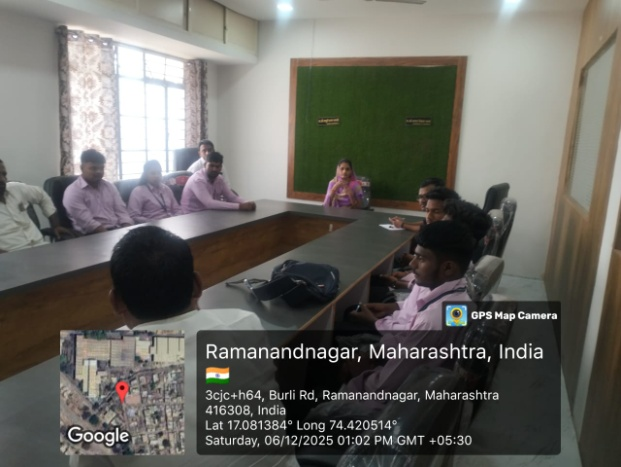 GPS Map Camera
Ramanandnagar, Maharashtra, India
3cjc+h64, Burli Rd, Ramanandnagar, Maharashtra
416308, India
Lat 17.081384° Long 74.420514°
Saturday, 06/12/2025 01:02 PM GMT +05:30
Google